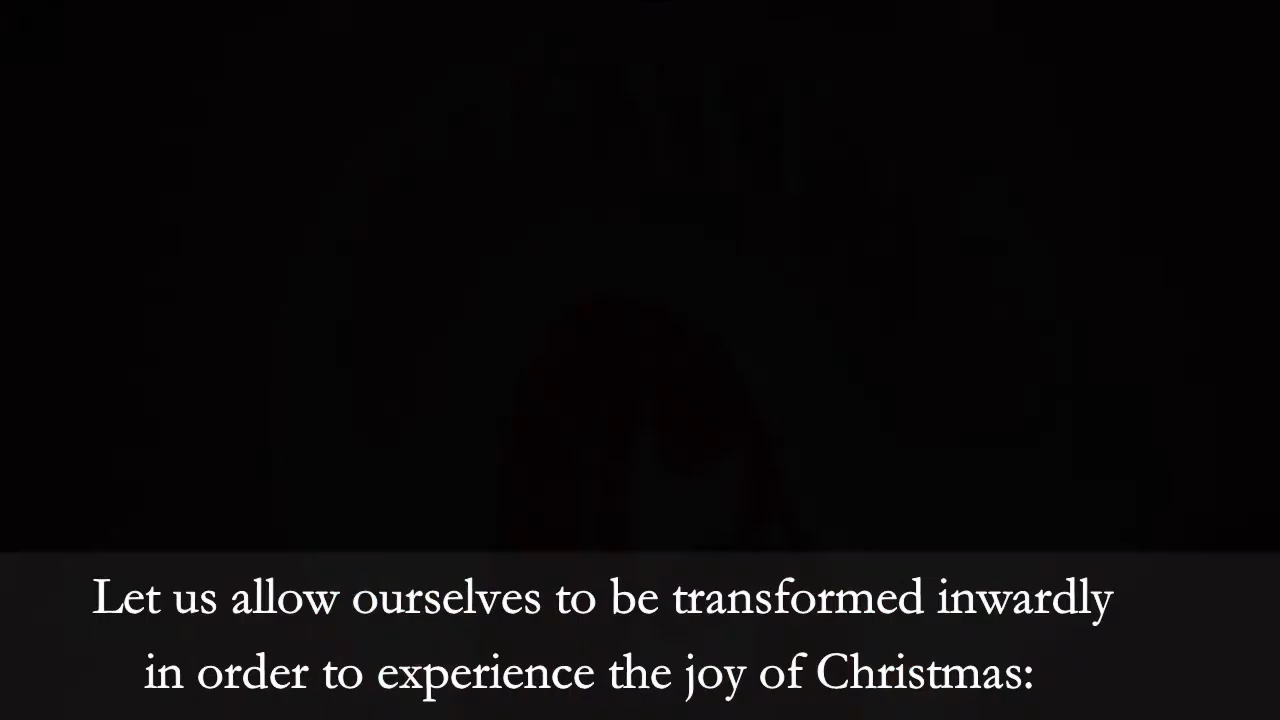 Let us allow ourselves to be transformed inwardly
in order to experience the joy of Christmas: